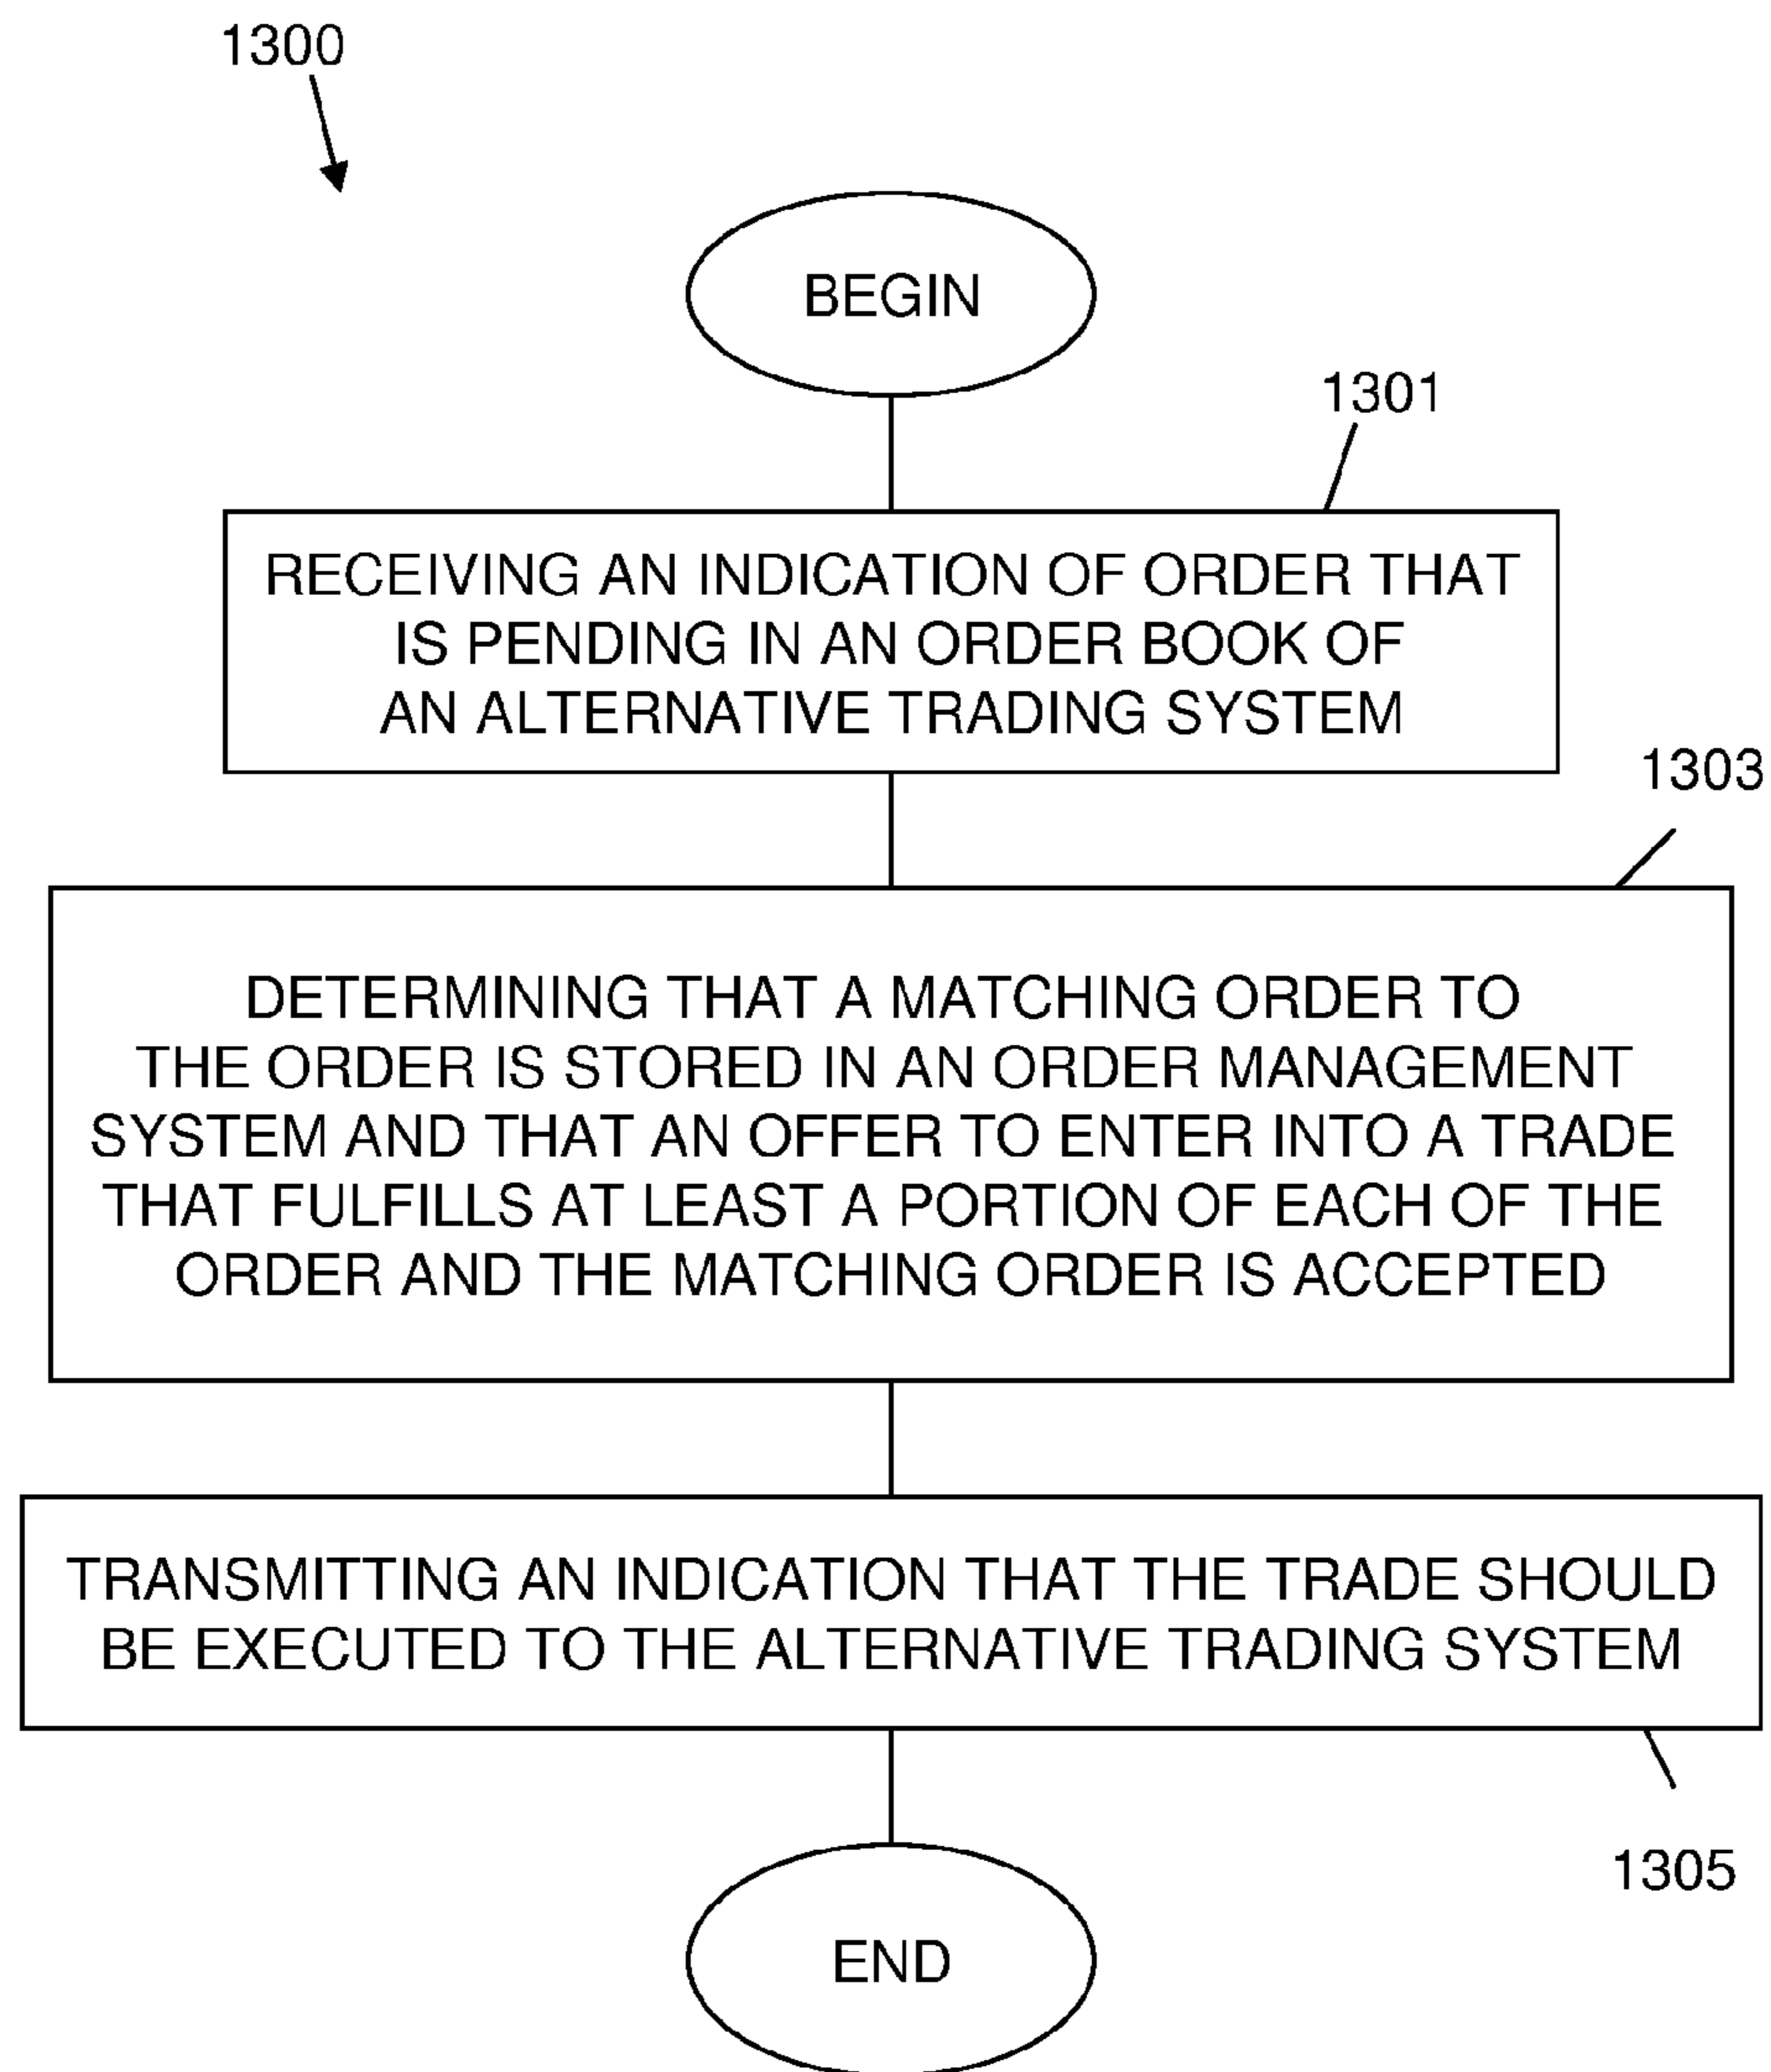 1300
BEGIN
1301
RECEIVING AN INDICATION OF ORDER THAT
IS PENDING IN AN ORDER BOOK OF
AN ALTERNATIVE TRADING SYSTEM
1303
DETERMINING THAT A MATCHING ORDER TO
THE ORDER IS STORED IN AN ORDER MANAGEMENT
SYSTEM AND THAT AN OFFER TO ENTER INTO A TRADE
THAT FULFILLS AT LEAST A PORTION OF EACH OF THE
ORDER AND THE MATCHING ORDER IS ACCEPTED
TRANSMITTING AN INDICATION THAT THE TRADE SHOULD
BE EXECUTED TO THE ALTERNATIVE TRADING SYSTEM
1305
END